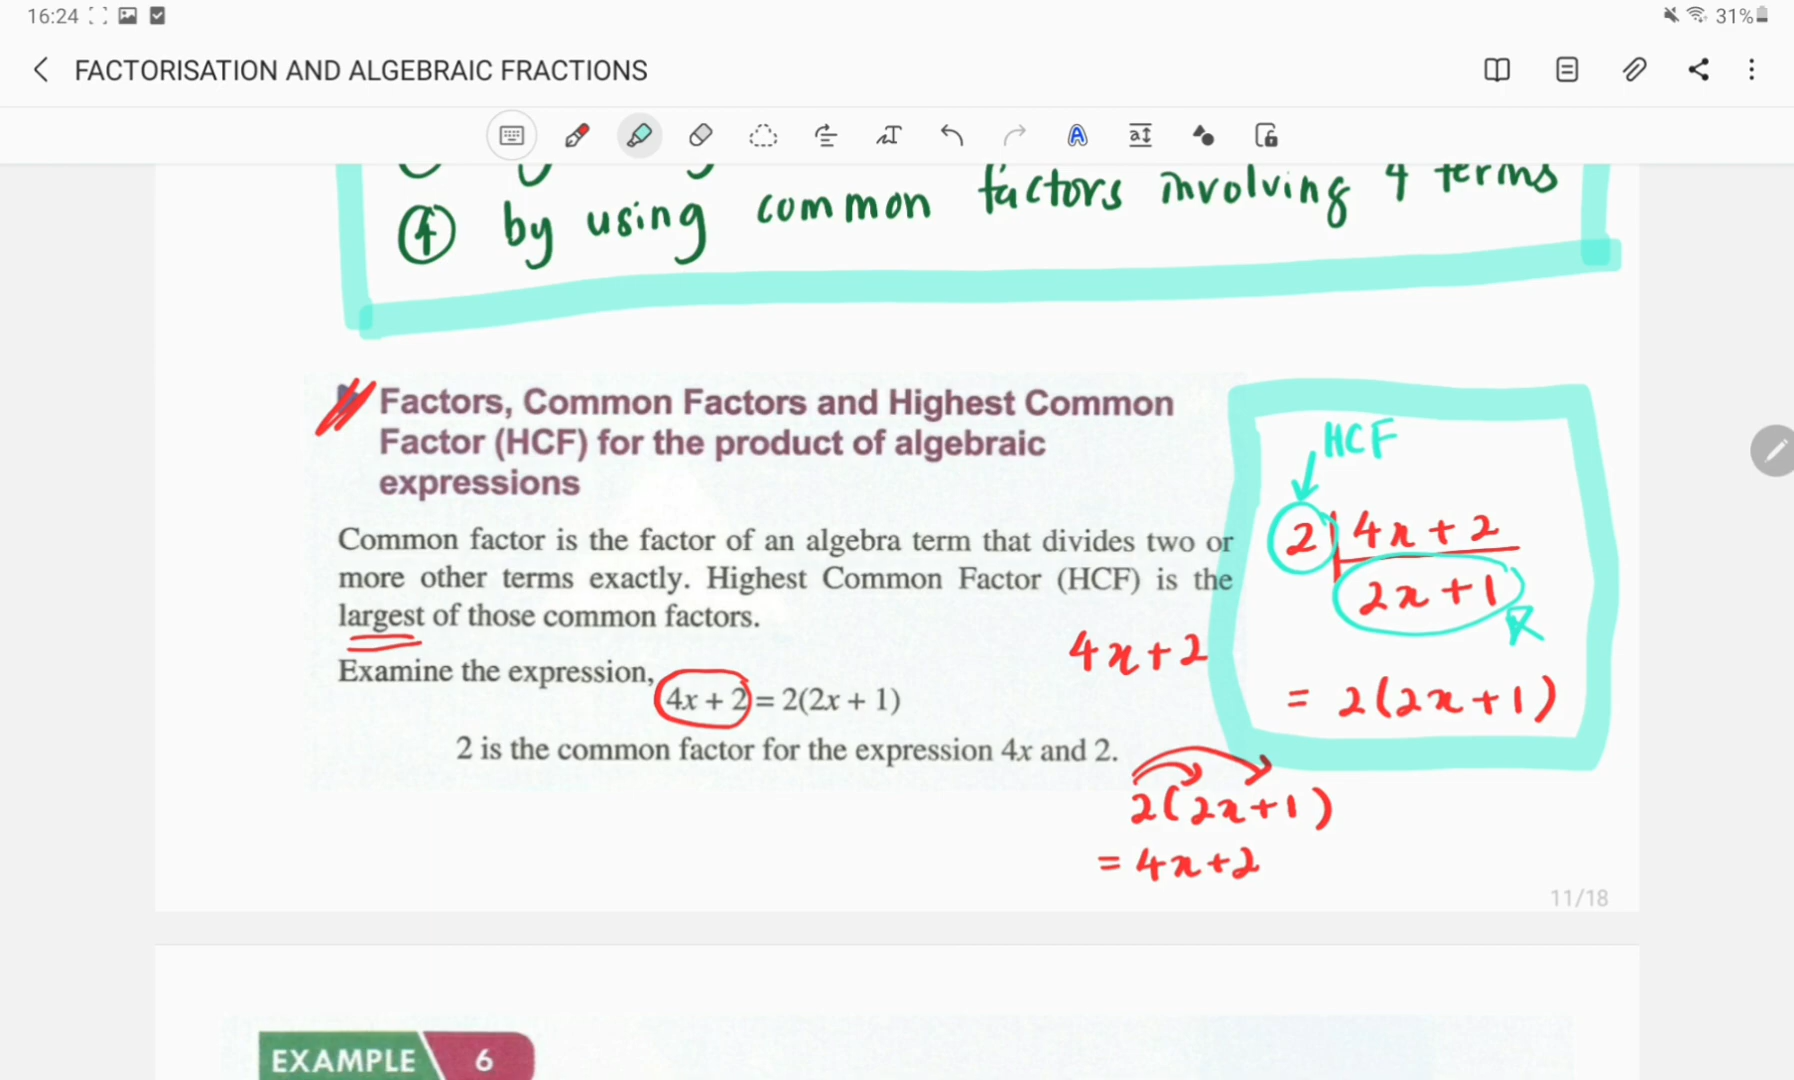 16:24
31%
FACTORISATION AND ALGEBRAIC FRACTIONS
④ by using common factors involving 4 terms
Factors, Common Factors and Highest Common
Factor (HCF) for the product of algebraic
expressions
Common factor is the factor of an algebra term that divides two or
more other terms exactly. Highest Common Factor (HCF) is the
largest of those common factors.
Examine the expression,
4x + 2 = 2(2x + 1)
2 is the common factor for the expression 4x and 2.
HCF
2 4x + 2
2x + 1
4x + 2
= 2(2x + 1)
2(2x + 1)
= 4x + 2
11/18
EXAMPLE 6